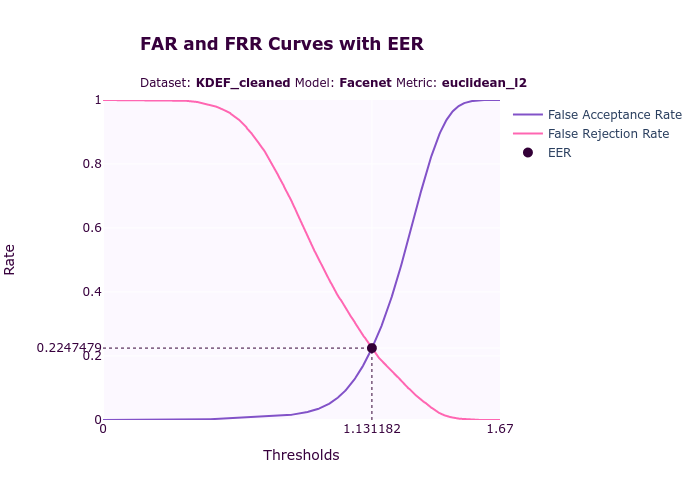 FAR and FRR Curves with EER
Dataset: KDEF_cleaned Model: Facenet Metric: euclidean_l2
False Acceptance Rate
False Rejection Rate
EER
Rate
1
0.8
0.6
0.4
0.2247479
0.2
0
0
1.131182
1.67
Thresholds